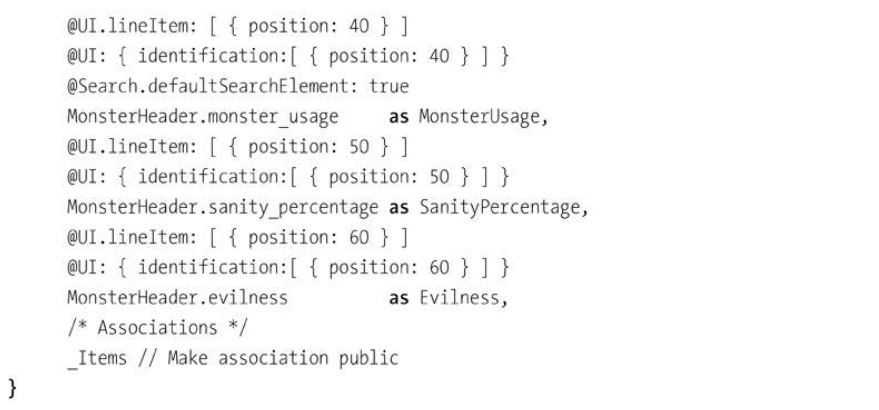 @UI.lineItem: [ { position: 40 } ]
@UI: { identification:[ { position: 40 } ] }
@Search.defaultSearchElement: true
MonsterHeader.monster_usage     as MonsterUsage,
@UI.lineItem: [ { position: 50 } ]
@UI: { identification:[ { position: 50 } ] }
MonsterHeader.sanity_percentage as SanityPercentage,
@UI.lineItem: [ { position: 60 } ]
@UI: { identification:[ { position: 60 } ] }
MonsterHeader.evilness          as Evilness,
/* Associations */
_Items // Make association public
}